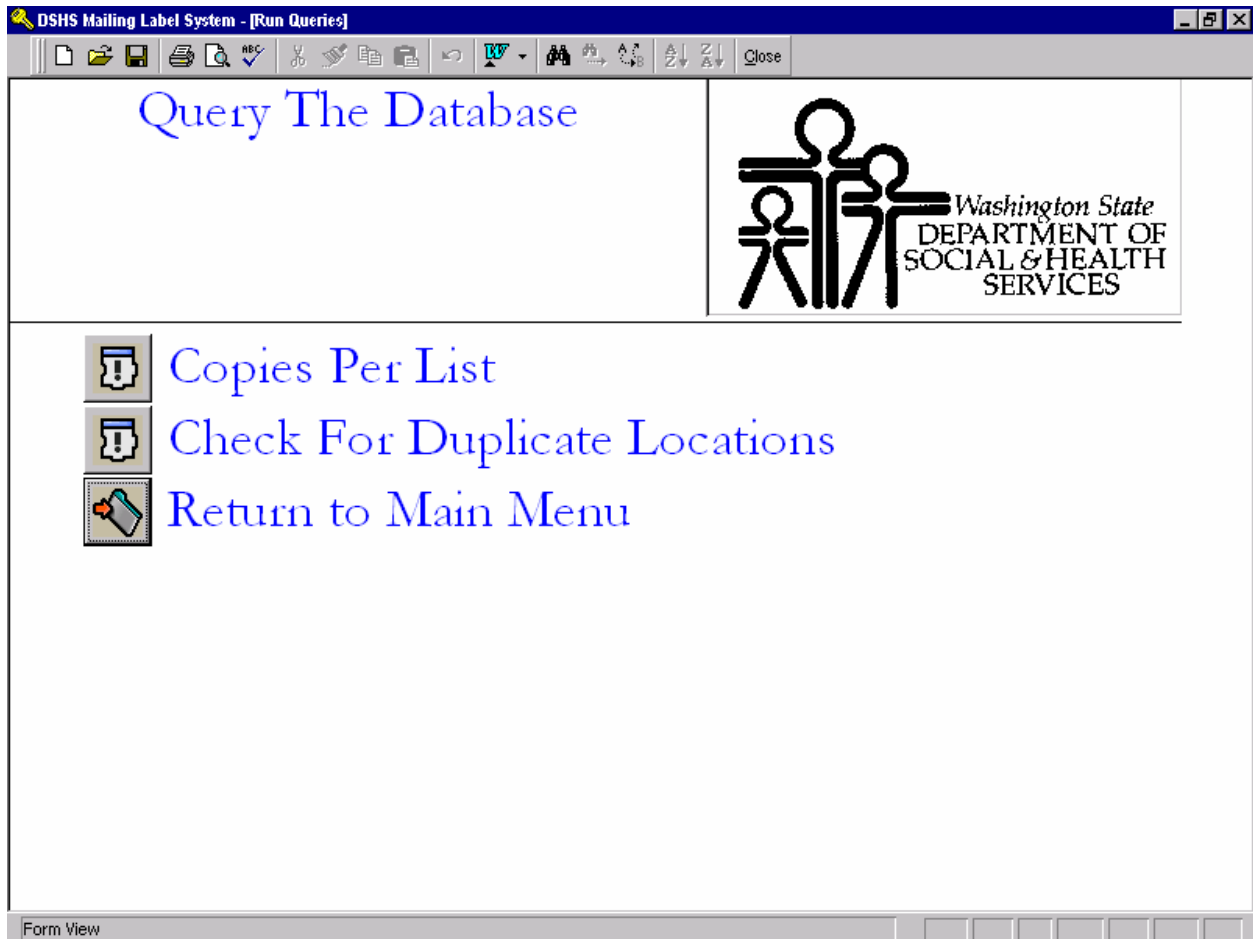 DSHS Mailing Label System - [Run Queries]
ABC
W
A
B
A
Z
Z
A
Close
Query The Database
Washington State
DEPARTMENT OF
SOCIAL & HEALTH
SERVICES
Copies Per List
Check For Duplicate Locations
Return to Main Menu
Form View